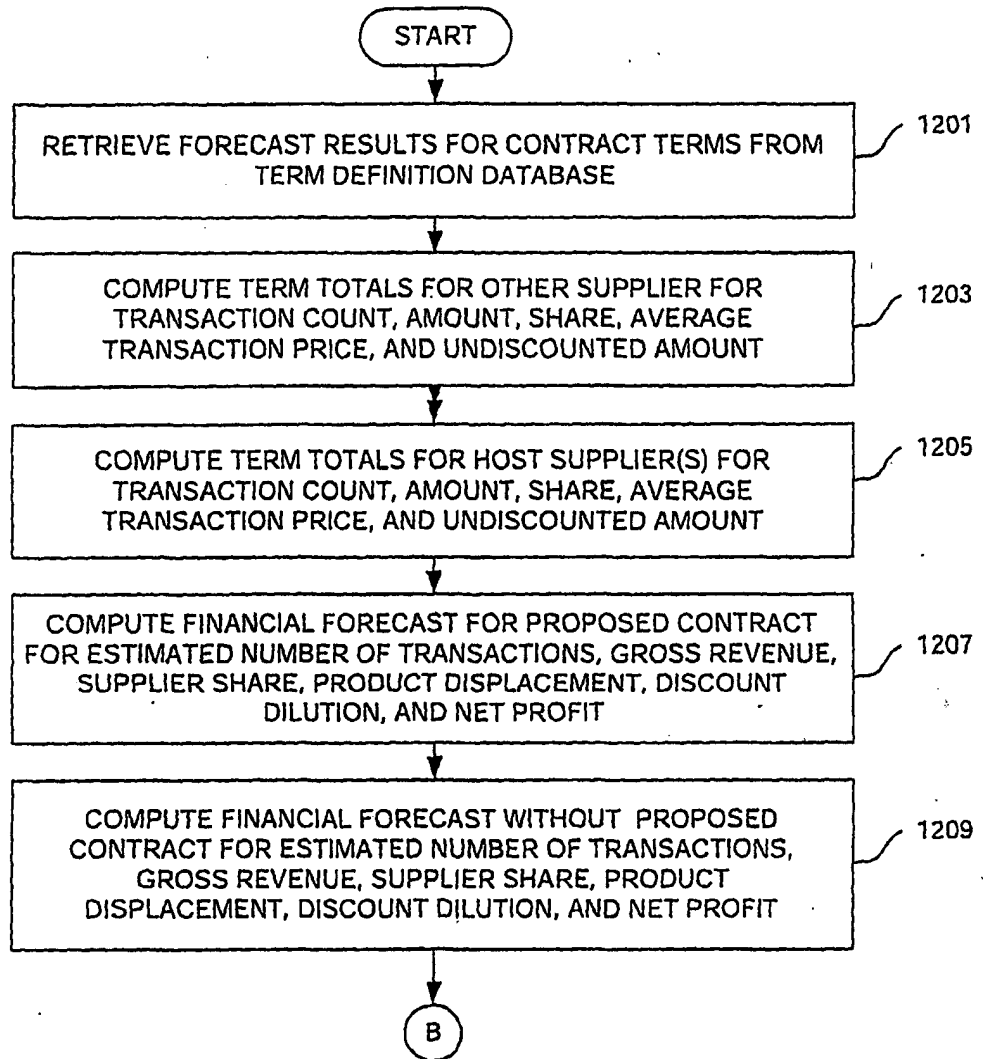 START
RETRIEVE FORECAST RESULTS FOR CONTRACT TERMS FROM
TERM DEFINITION DATABASE
1201
COMPUTE TERM TOTALS FOR OTHER SUPPLIER FOR
TRANSACTION COUNT, AMOUNT, SHARE, AVERAGE
TRANSACTION PRICE, AND UNDISCOUNTED AMOUNT
1203
COMPUTE TERM TOTALS FOR HOST SUPPLIER(S) FOR
TRANSACTION COUNT, AMOUNT, SHARE, AVERAGE
TRANSACTION PRICE, AND UNDISCOUNTED AMOUNT
1205
COMPUTE FINANCIAL FORECAST FOR PROPOSED CONTRACT
FOR ESTIMATED NUMBER OF TRANSACTIONS, GROSS REVENUE,
SUPPLIER SHARE, PRODUCT DISPLACEMENT, DISCOUNT
DILUTION, AND NET PROFIT
1207
COMPUTE FINANCIAL FORECAST WITHOUT PROPOSED
CONTRACT FOR ESTIMATED NUMBER OF TRANSACTIONS,
GROSS REVENUE, SUPPLIER SHARE, PRODUCT
DISPLACEMENT, DISCOUNT DILUTION, AND NET PROFIT
1209
B